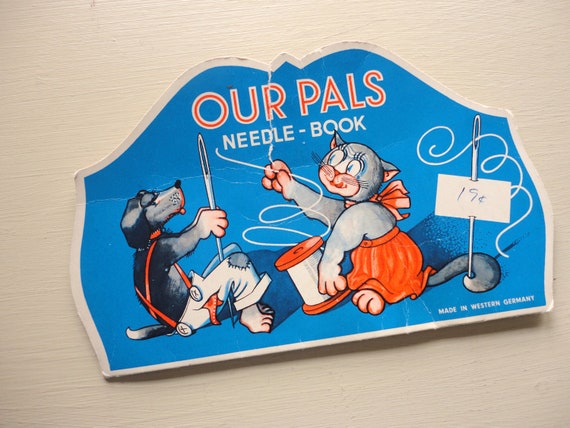 OUR PALS
NEEDLE - BOOK
19¢
MADE IN WESTERN GERMANY